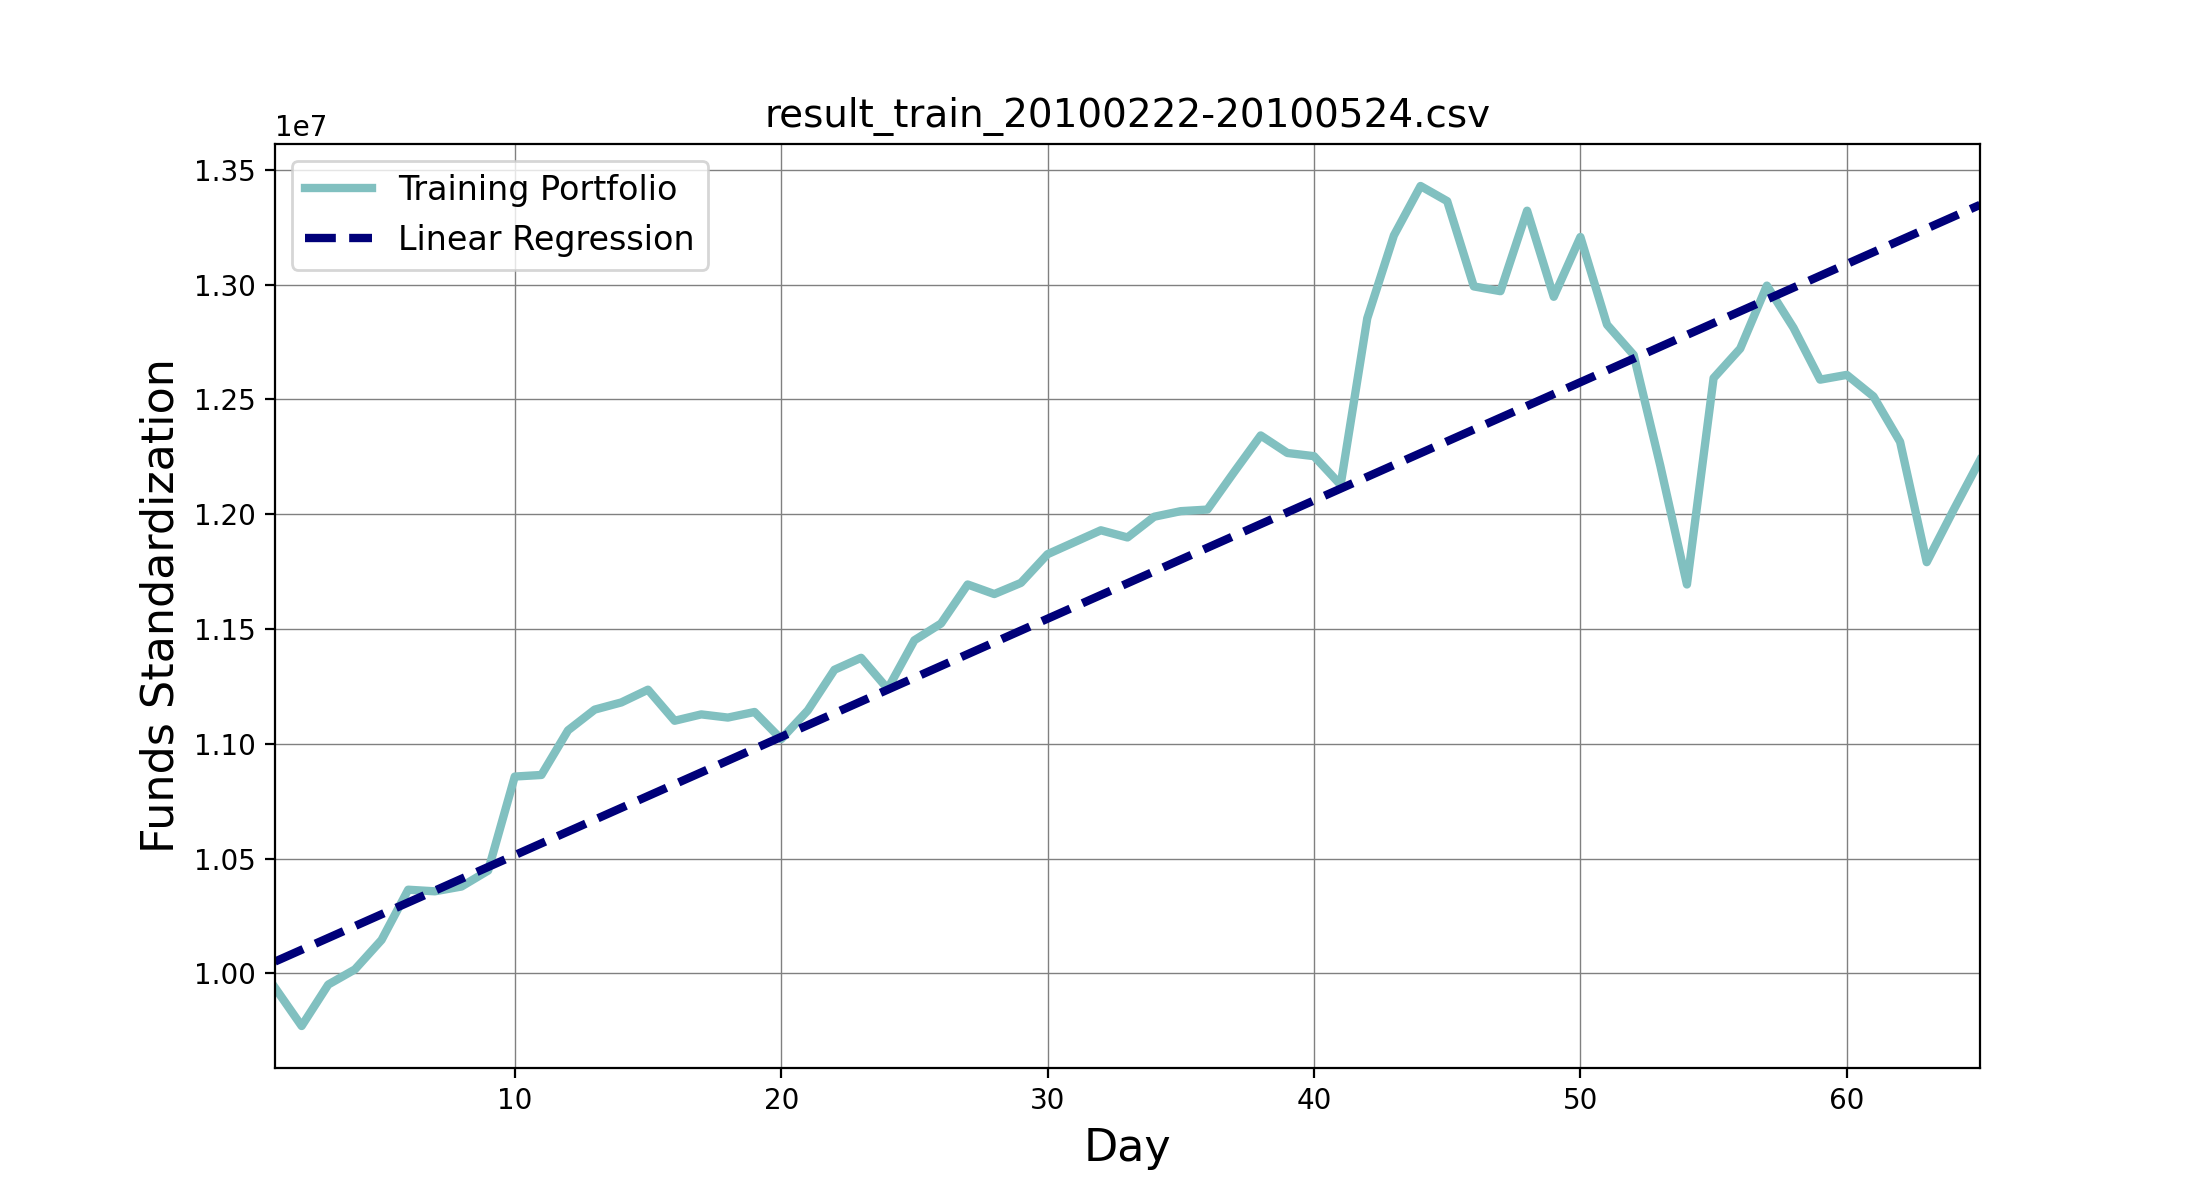 result_train_20100222-20100524.csv
1e7
Training Portfolio
Linear Regression
Funds Standardization
1.35
1.30
1.25
1.20
1.15
1.10
1.05
1.00
10 20 30 40 50 60
Day